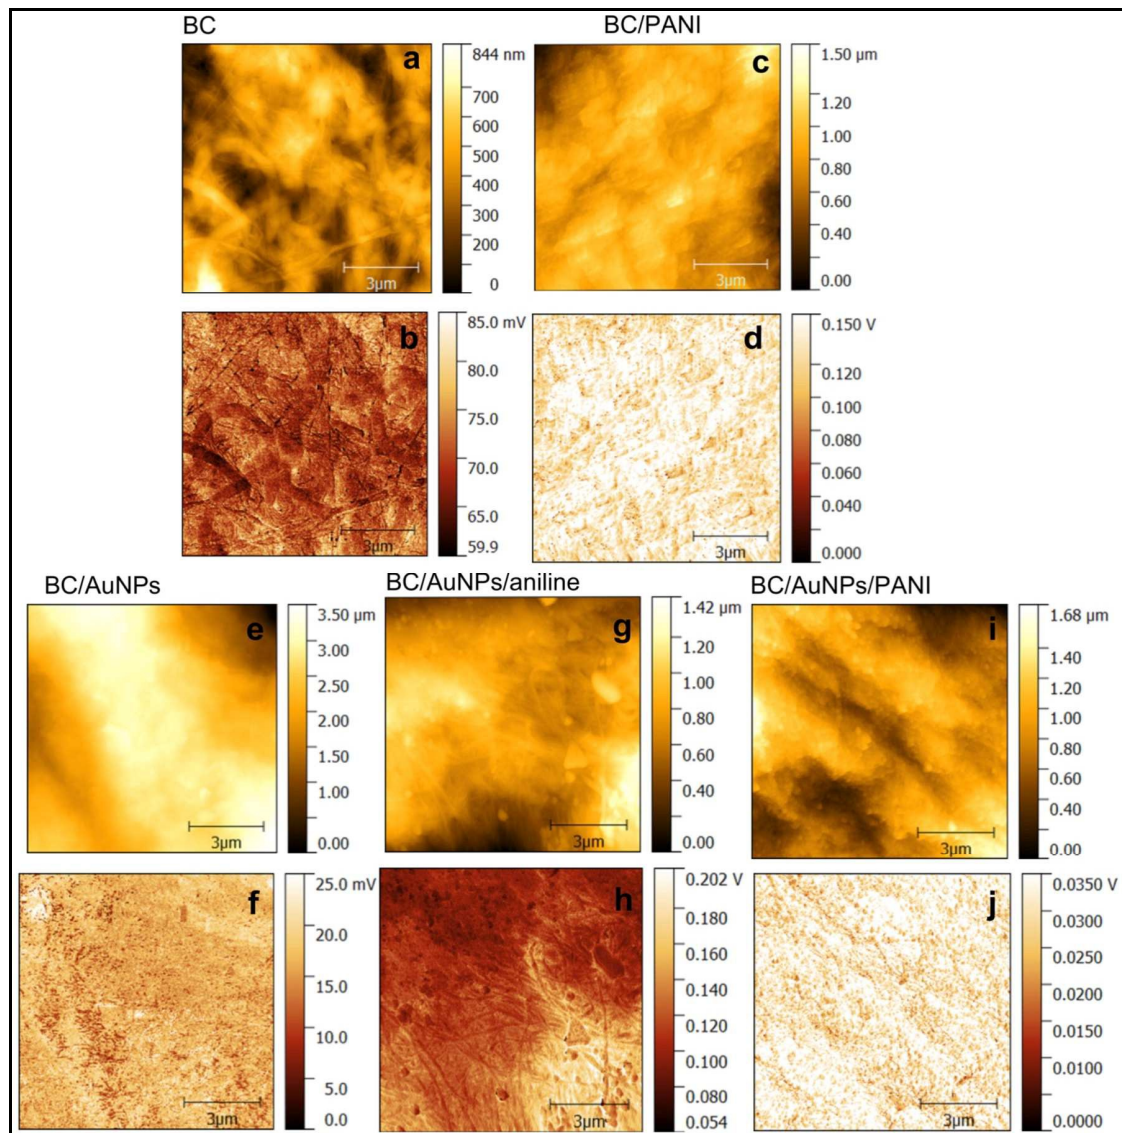 BC
BC/PANI
a
844 nm
700
600
500
400
300
200
0
3µm
c
1.50 µm
1.20
1.00
0.80
0.60
0.40
0.00
3µm
b
85.0 mV
80.0
75.0
70.0
65.0
59.9
3µm
d
0.150 V
0.120
0.100
0.080
0.060
0.040
0.000
3µm
BC/AuNPs
BC/AuNPs/aniline
BC/AuNPs/PANI
e
3.50 µm
3.00
2.50
2.00
1.50
1.00
0.00
3µm
g
1.42 µm
1.20
1.00
0.80
0.60
0.40
0.00
3µm
i
1.68 µm
1.40
1.20
1.00
0.80
0.60
0.40
0.00
3µm
f
25.0 mV
20.0
15.0
10.0
5.0
0.0
3µm
h
0.202 V
0.180
0.160
0.140
0.120
0.100
0.080
0.054
3µm
j
0.0350 V
0.0300
0.0250
0.0200
0.0150
0.0100
0.0000
3µm